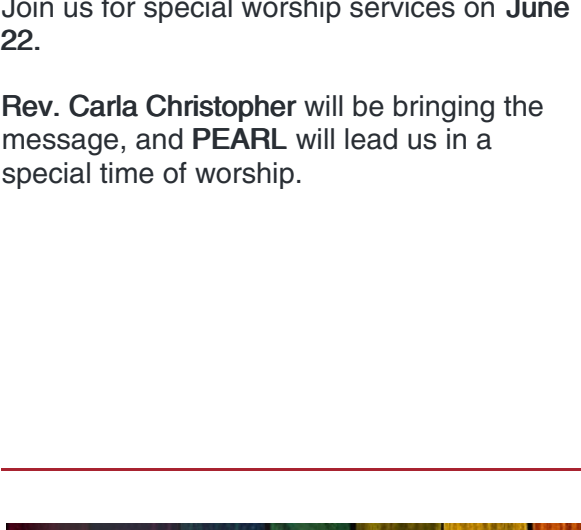 Join us for special worship services on June
22.
Rev. Carla Christopher will be bringing the
message, and PEARL will lead us in a
special time of worship.